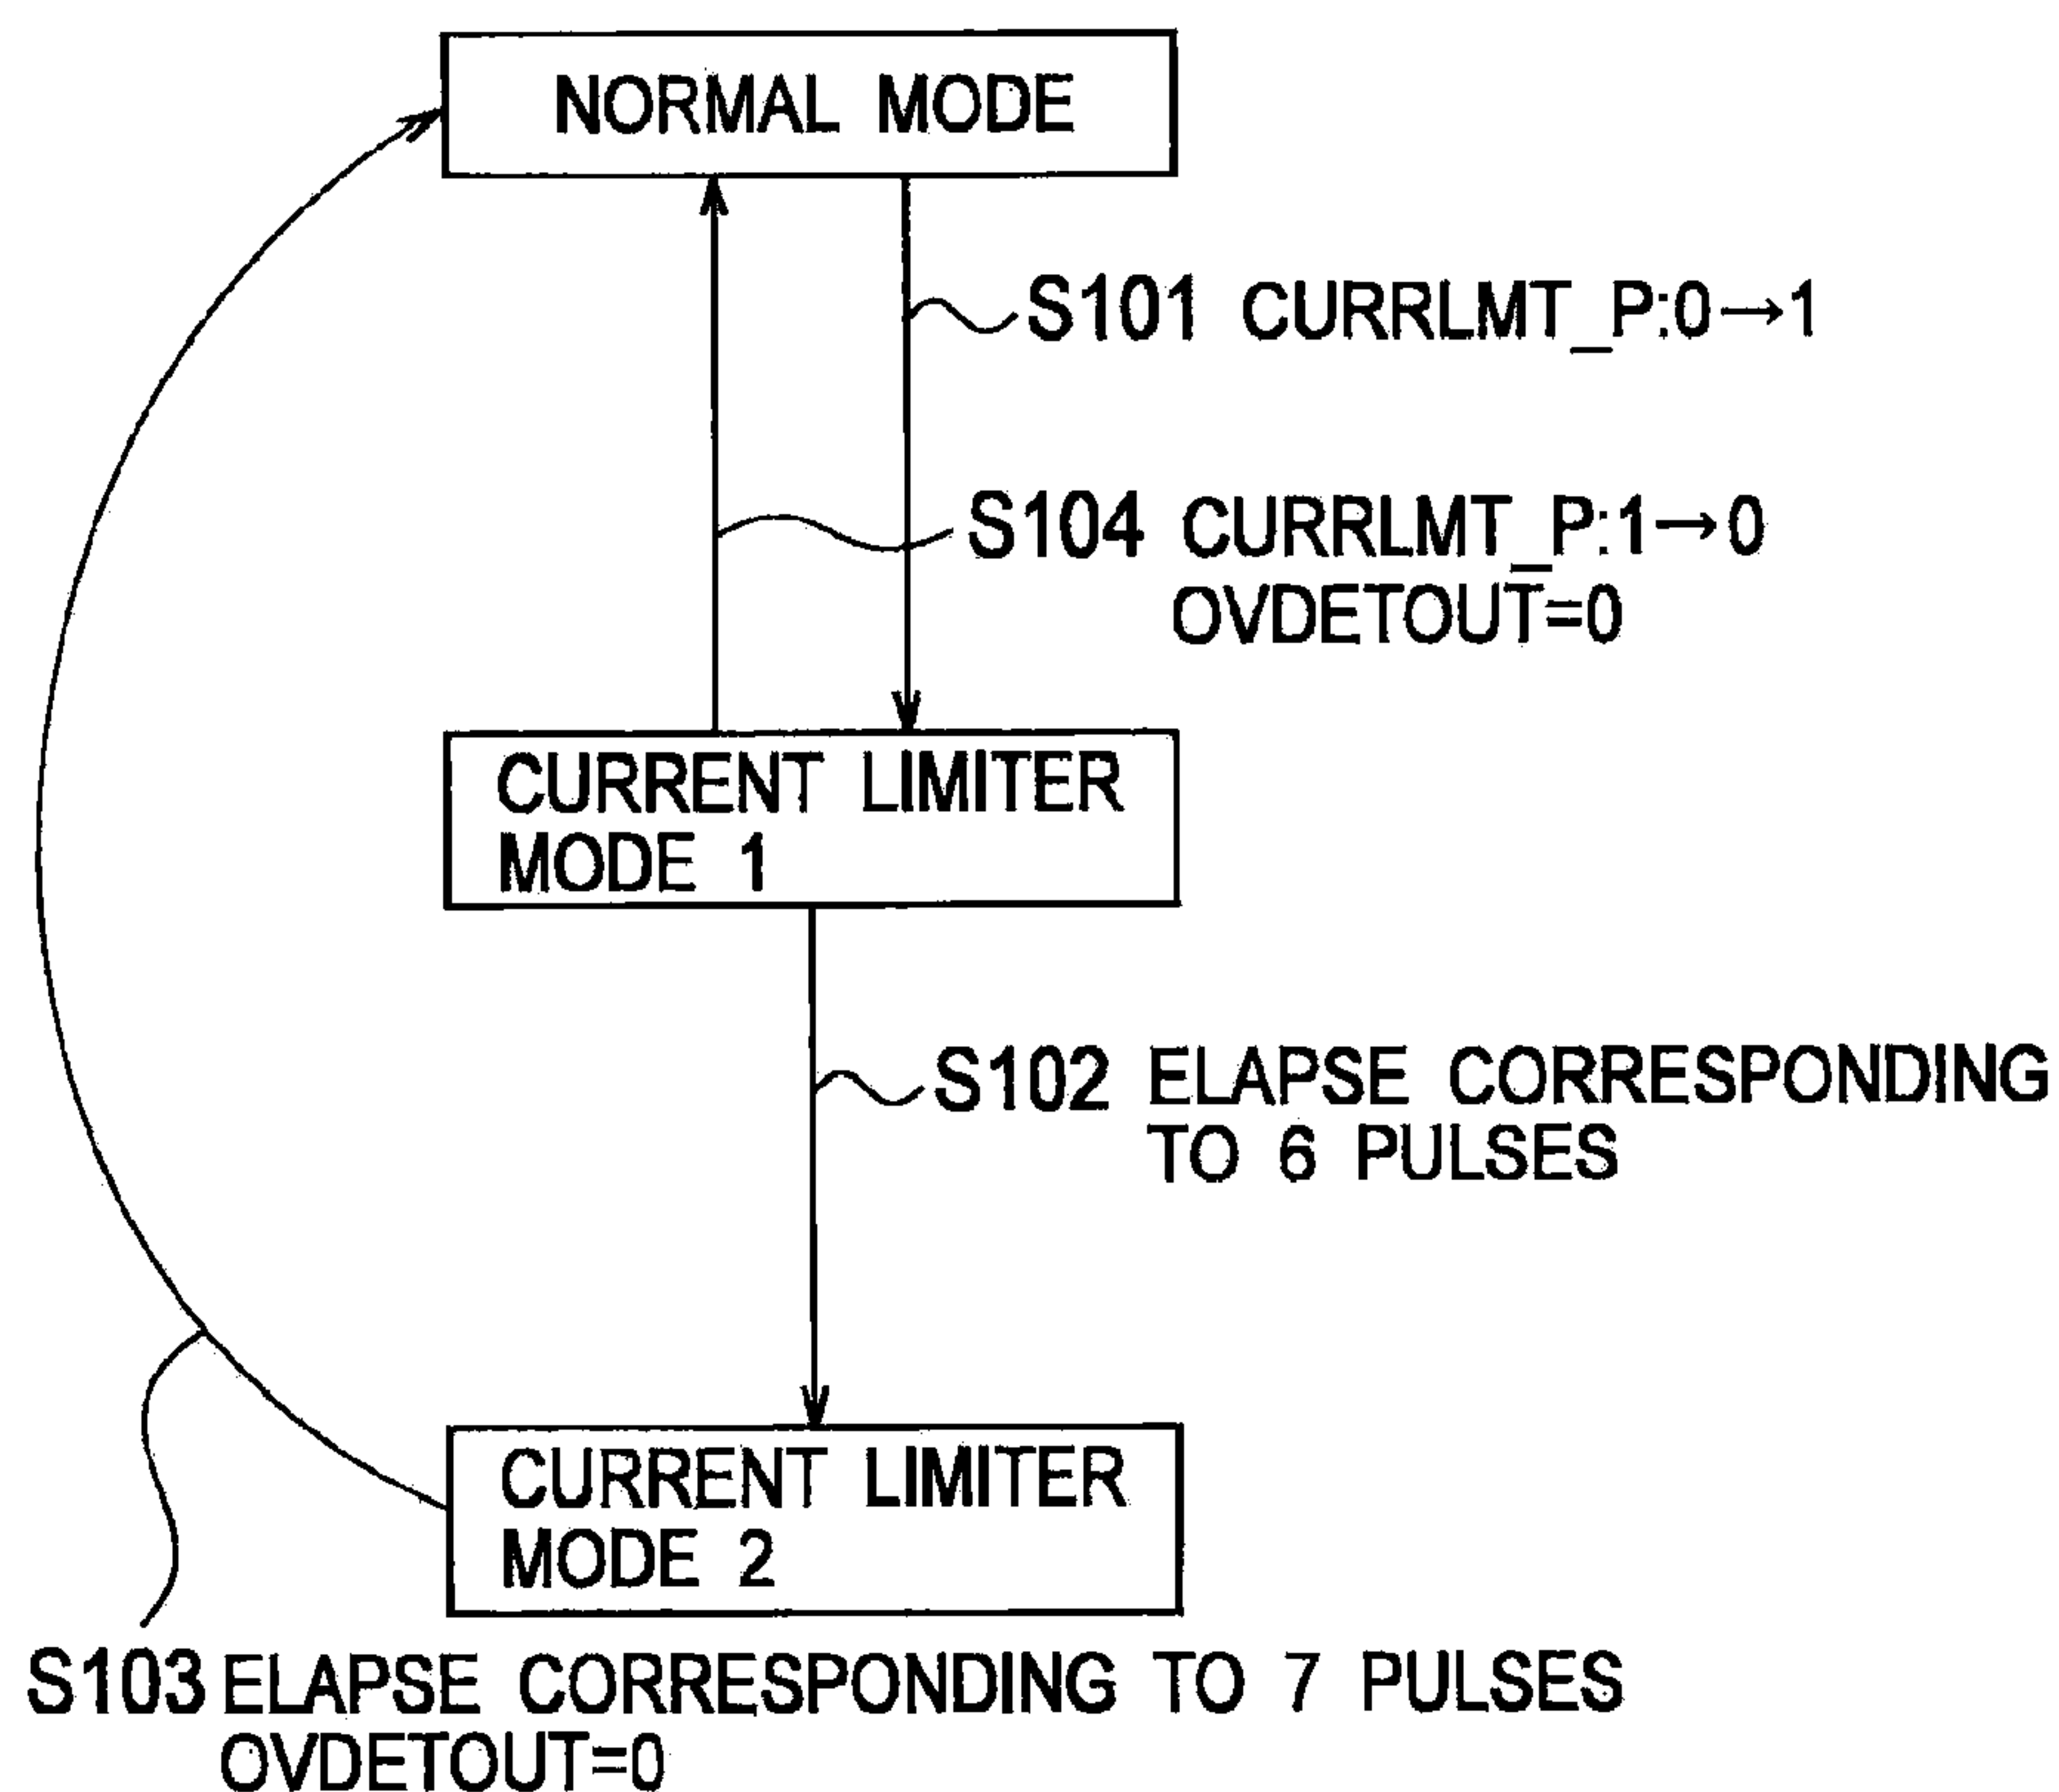 NORMAL MODE
S101 CURRLMT_P:0→1
S104 CURRLMT_P:1→0
OVDETOUT=0
CURRENT LIMITER
MODE 1
S102 ELAPSE CORRESPONDING
TO 6 PULSES
CURRENT LIMITER
MODE 2
S103 ELAPSE CORRESPONDING TO 7 PULSES
OVDETOUT=0